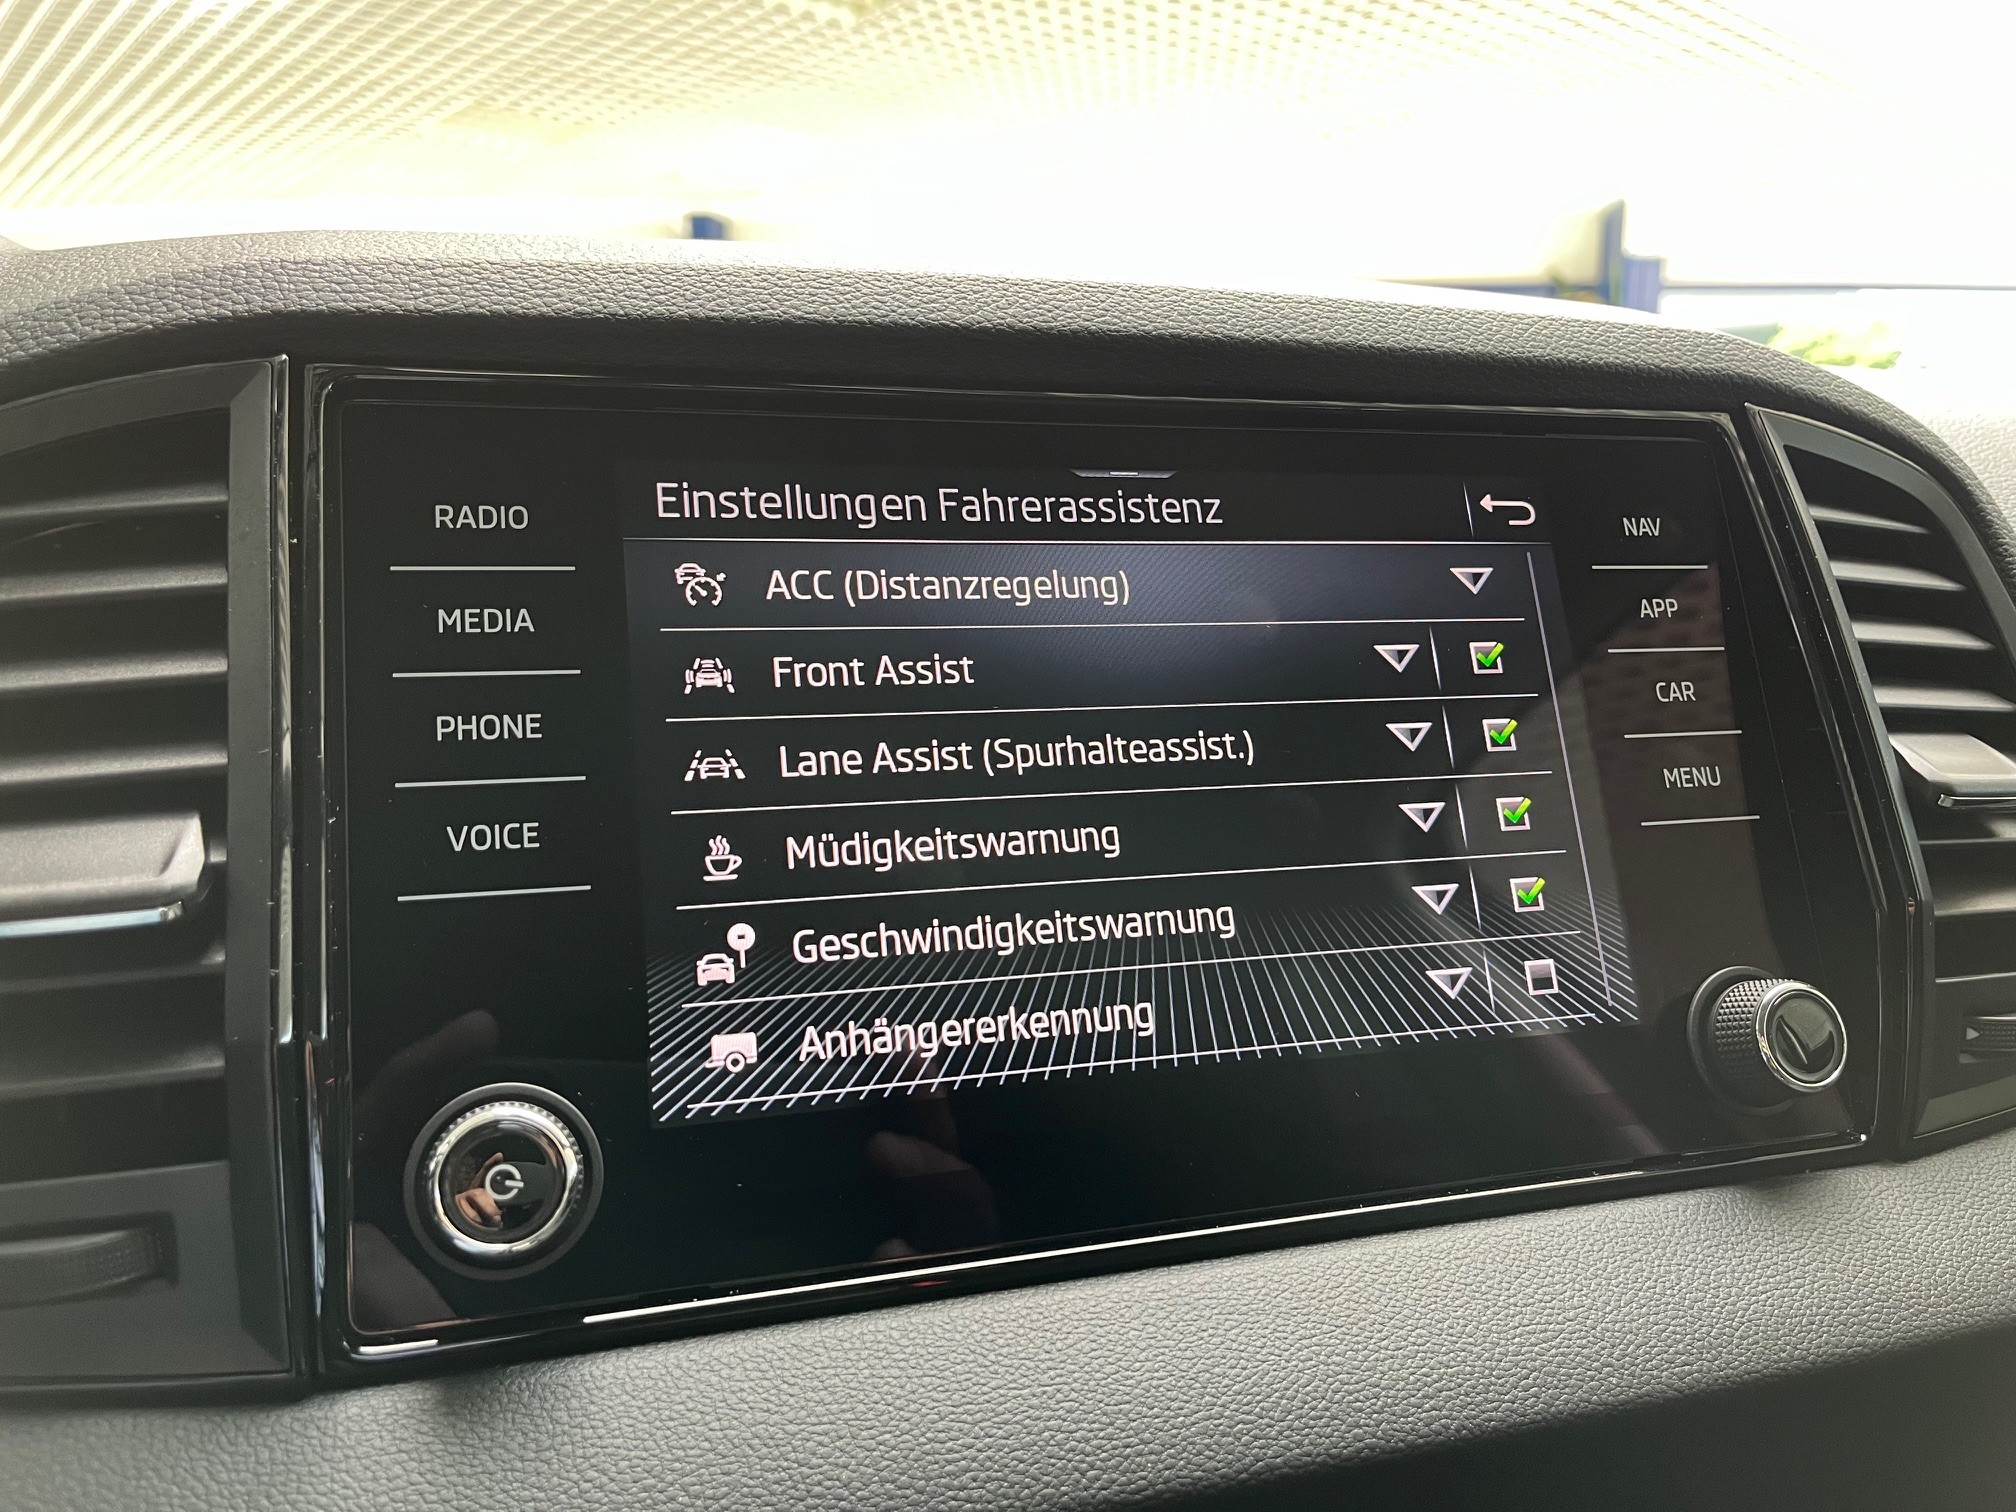 RADIO
MEDIA
PHONE
VOICE
Einstellungen Fahrerassistenz
ACC (Distanzregelung)
Front Assist
Lane Assist (Spurhalteassist.)
Müdigkeitswarnung
Geschwindigkeitswarnung
Anhängererkennung
NAV
APP
CAR
MENU